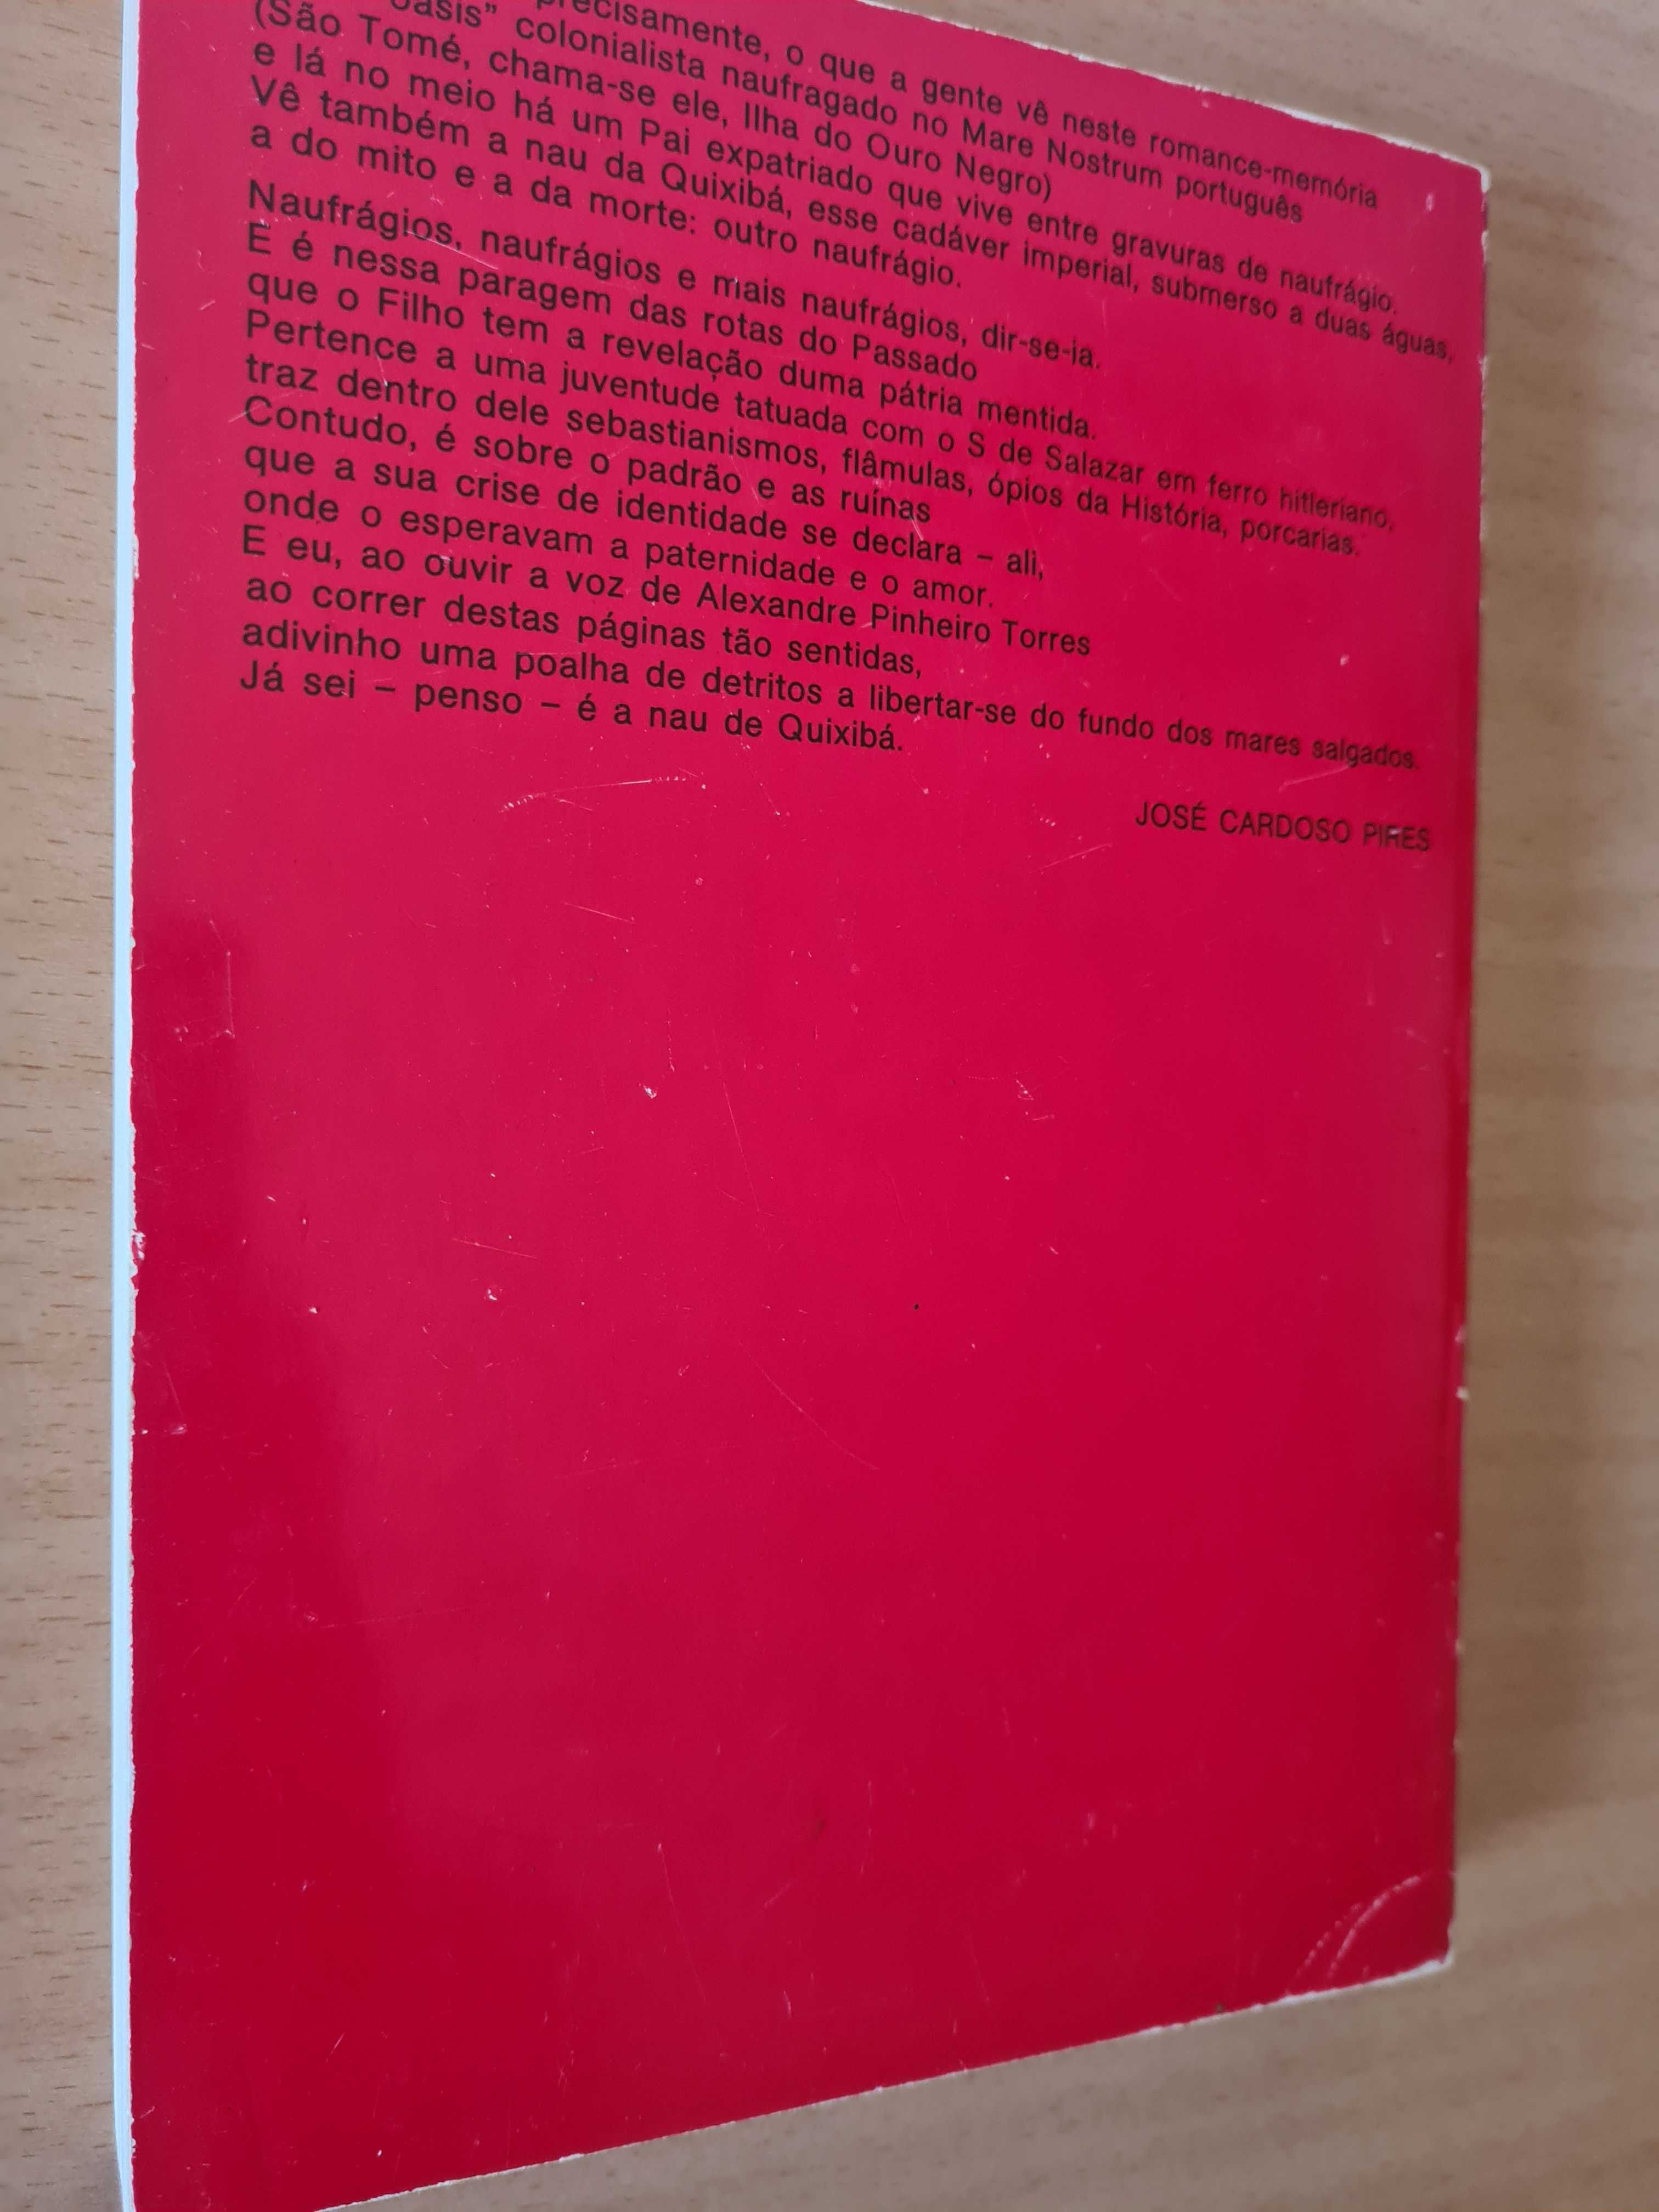 precisamente, o que a gente vê neste romance-memória
oásis” colonialista naufragado no Mare Nostrum português
(São Tomé, chama-se ele, Ilha do Ouro Negro)
e lá no meio há um Pai expatriado que vive entre gravuras de naufrágio.
Vê também a nau da Quixibá, esse cadáver imperial, submerso a duas águas,
a do mito e a da morte: outro naufrágio.
Naufrágios, naufrágios e mais naufrágios, dir-se-ia.
E é nessa paragem das rotas do Passado
que o Filho tem a revelação duma pátria mentida.
Pertence a uma juventude tatuada com o S de Salazar em ferro hitleriano,
traz dentro dele sebastianismos, flâmulas, ópios da História, porcarias.
Contudo, é sobre o padrão e as ruínas
que a sua crise de identidade se declara – ali,
onde o esperavam a paternidade e o amor.
E eu, ao ouvir a voz de Alexandre Pinheiro Torres
ao correr destas páginas tão sentidas,
adivinho uma poalha de detritos a libertar-se do fundo dos mares salgados.
Já sei – penso – é a nau de Quixibá.
JOSÉ CARDOSO PIRES